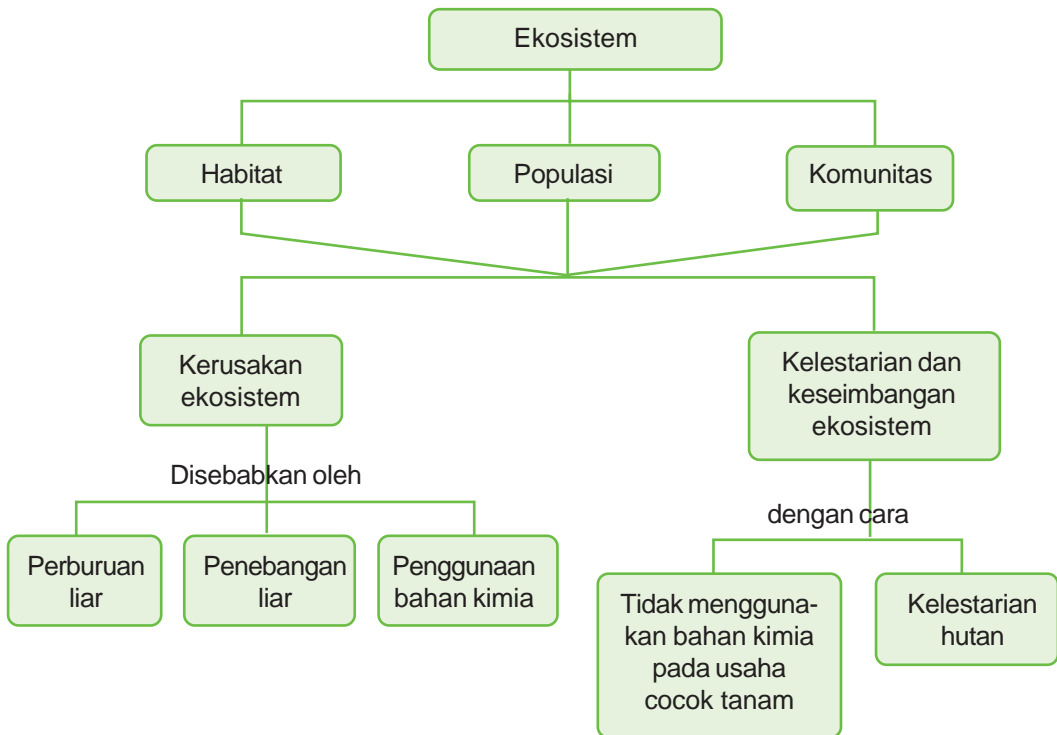 Ekosistem
Habitat
Populasi
Komunitas
Kerusakan
ekosistem
Kelestarian dan
keseimbangan
ekosistem
Disebabkan oleh
dengan cara
Perburuan
liar
Penebangan
liar
Penggunaan
bahan kimia
Tidak mengguna-
kan bahan kimia
pada usaha
cocok tanam
Kelestarian
hutan